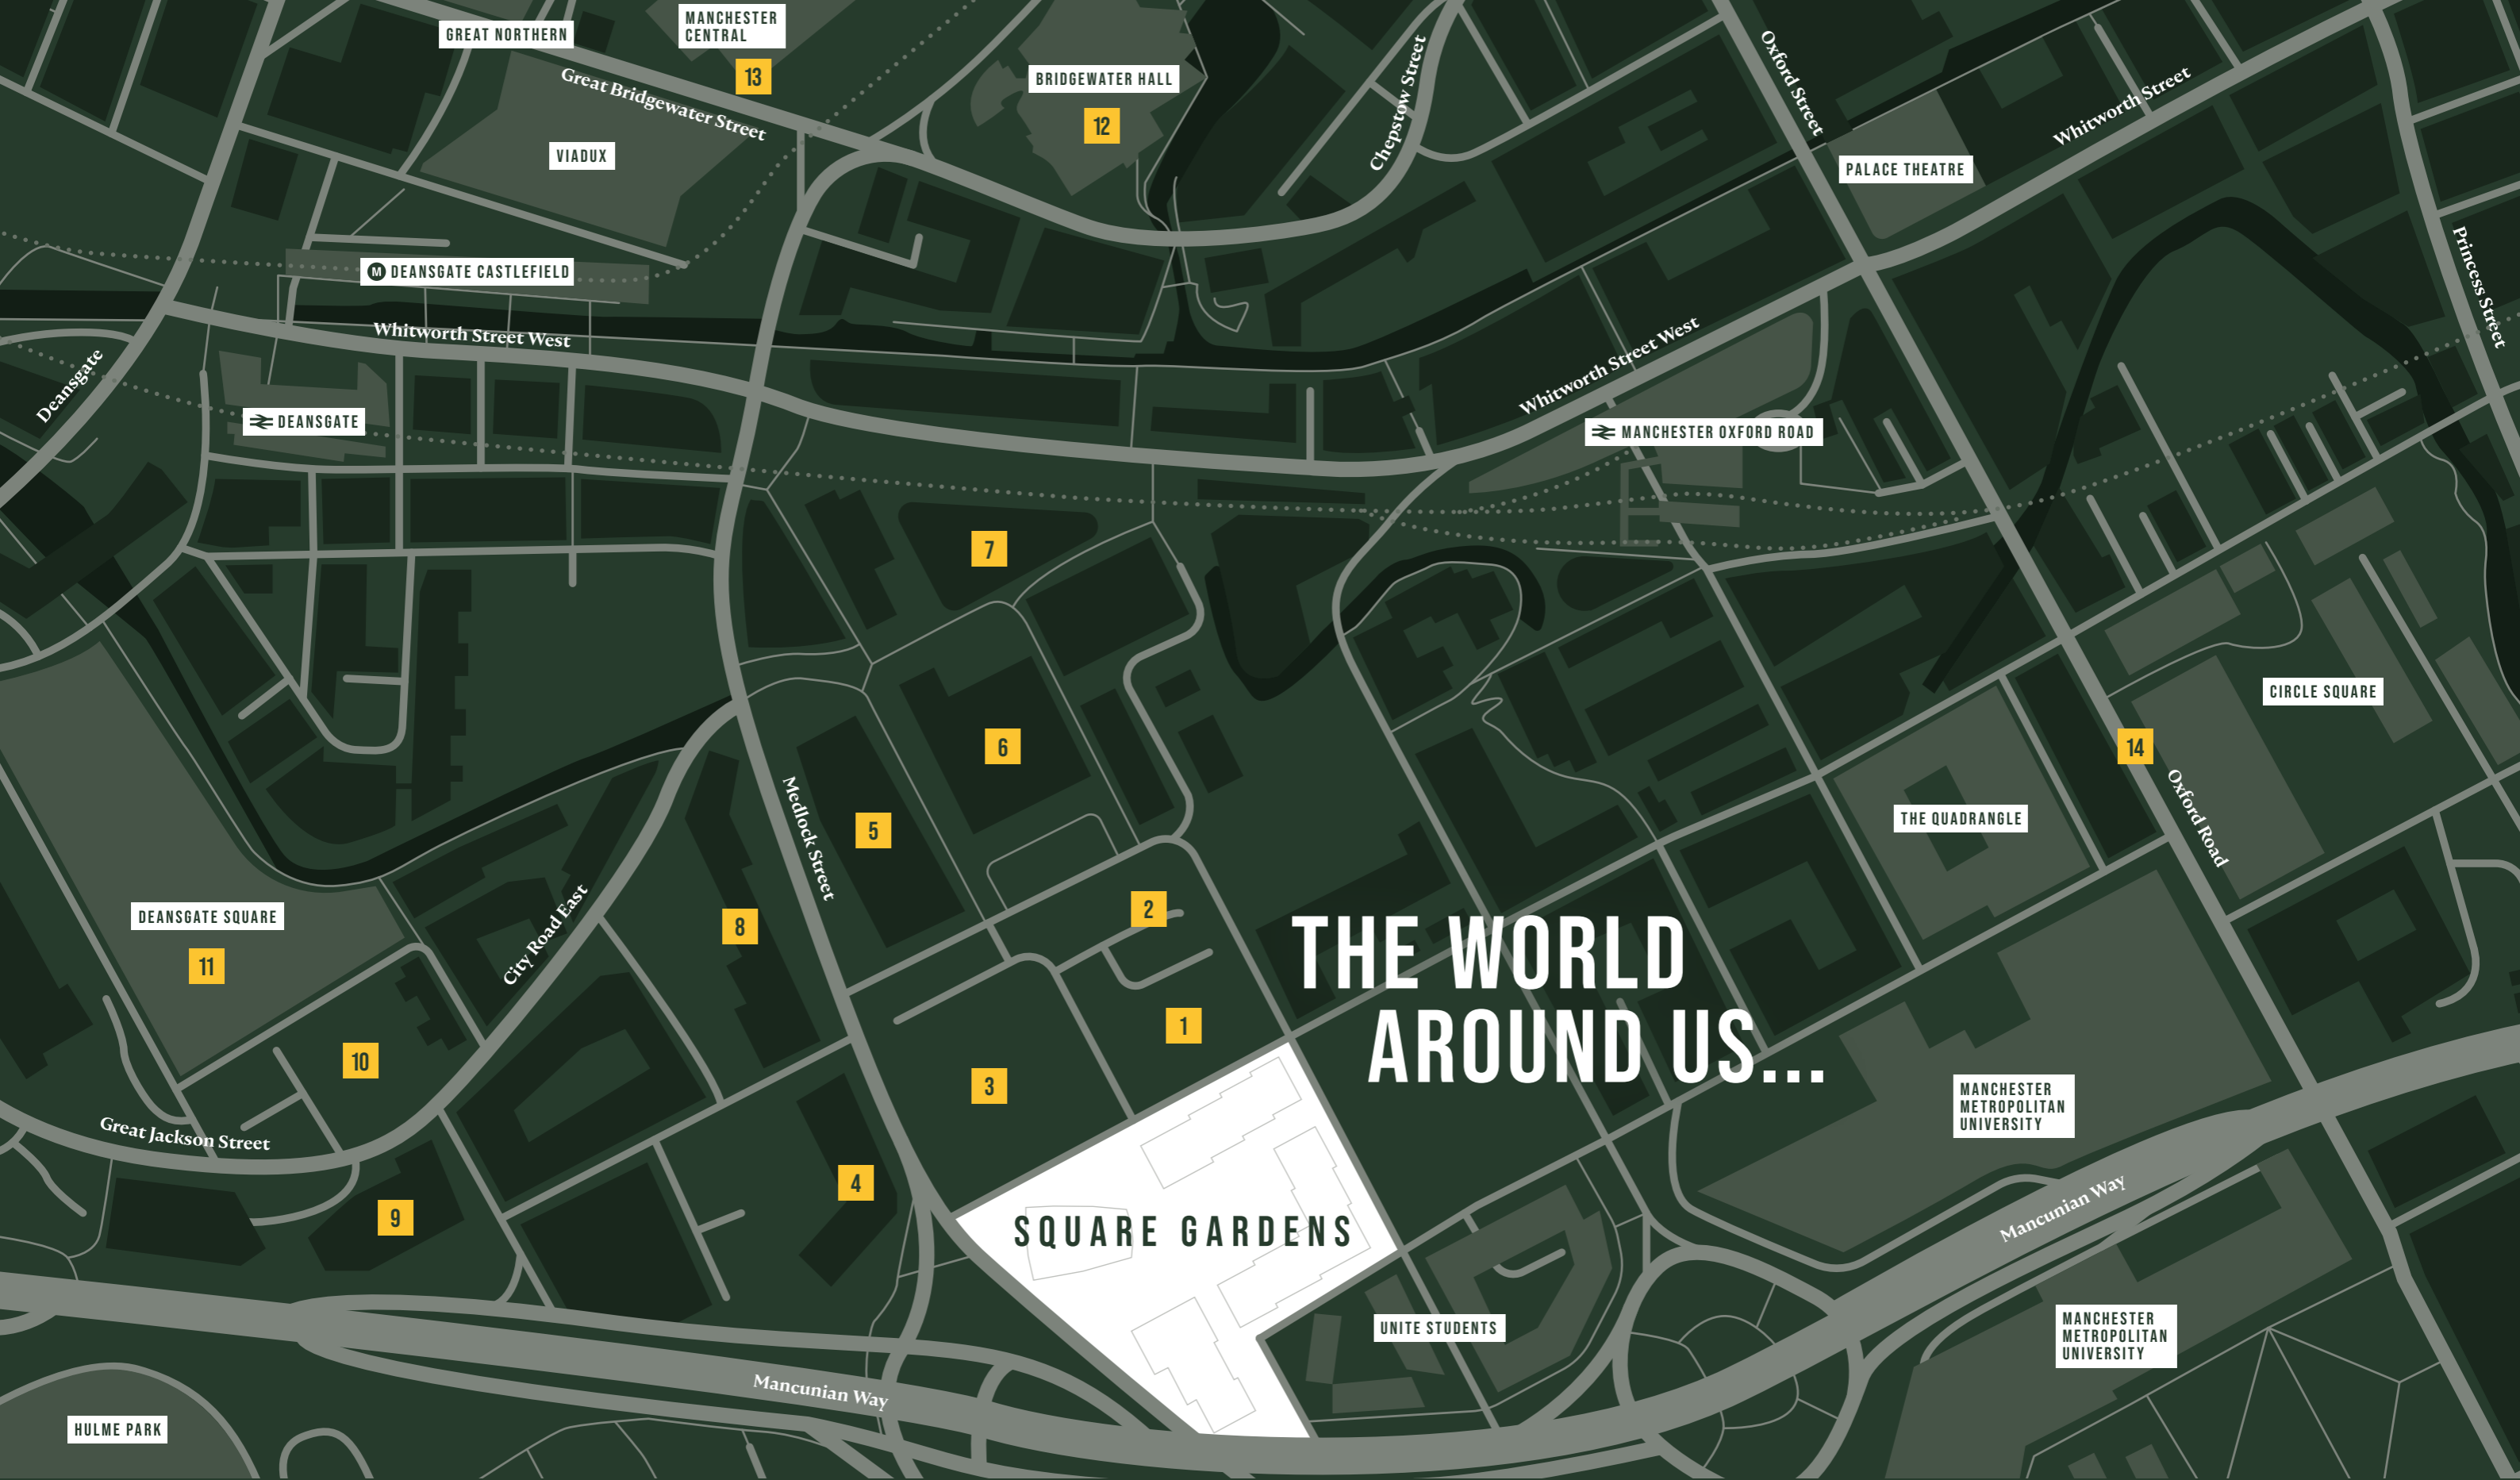 GREAT NORTHERN
MANCHESTER
CENTRAL
13
Great Bridgewater Street
BRIDGEWATER HALL
12
Chepstow Street
Oxford Street
Whitworth Street
PALACE THEATRE
VIADUX
Princess Street
M DEANSGATE CASTLEFIELD
Whitworth Street West
Whitworth Street West
Deansgate
DEANSGATE
MANCHESTER OXFORD ROAD
7
CIRCLE SQUARE
6
14
5
Medlock Street
THE QUADRANGLE
Oxford Road
DEANSGATE SQUARE
11
City Road East
8
2
THE WORLD
AROUND US...
1
10
3
MANCHESTER
METROPOLITAN
UNIVERSITY
Great Jackson Street
4
9
SQUARE GARDENS
Mancunian Way
UNITE STUDENTS
MANCHESTER
METROPOLITAN
UNIVERSITY
Mancunian Way
HULME PARK